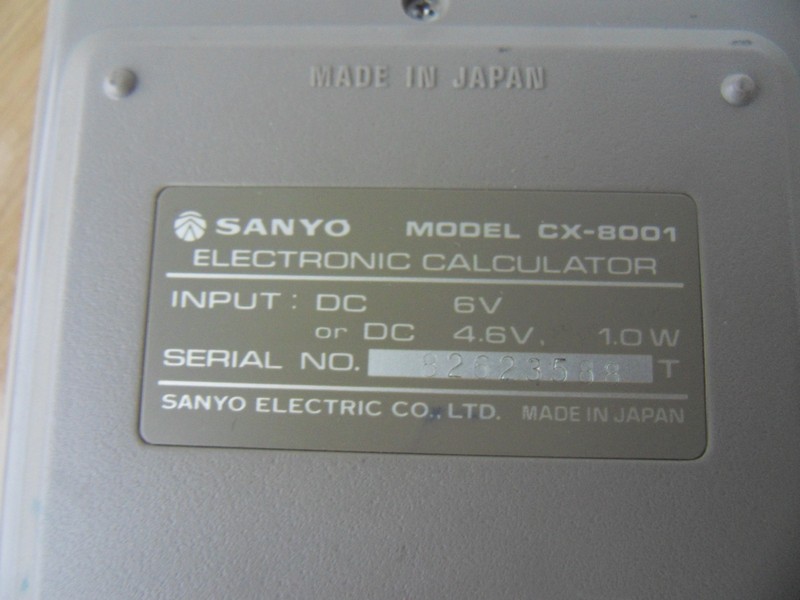 MADE IN JAPAN
SANYO MODEL CX-8001
ELECTRONIC CALCULATOR
INPUT: DC 6V
or DC 4.6V, 1.0W
SERIAL NO. T
SANYO ELECTRIC CO., LTD. MADE IN JAPAN